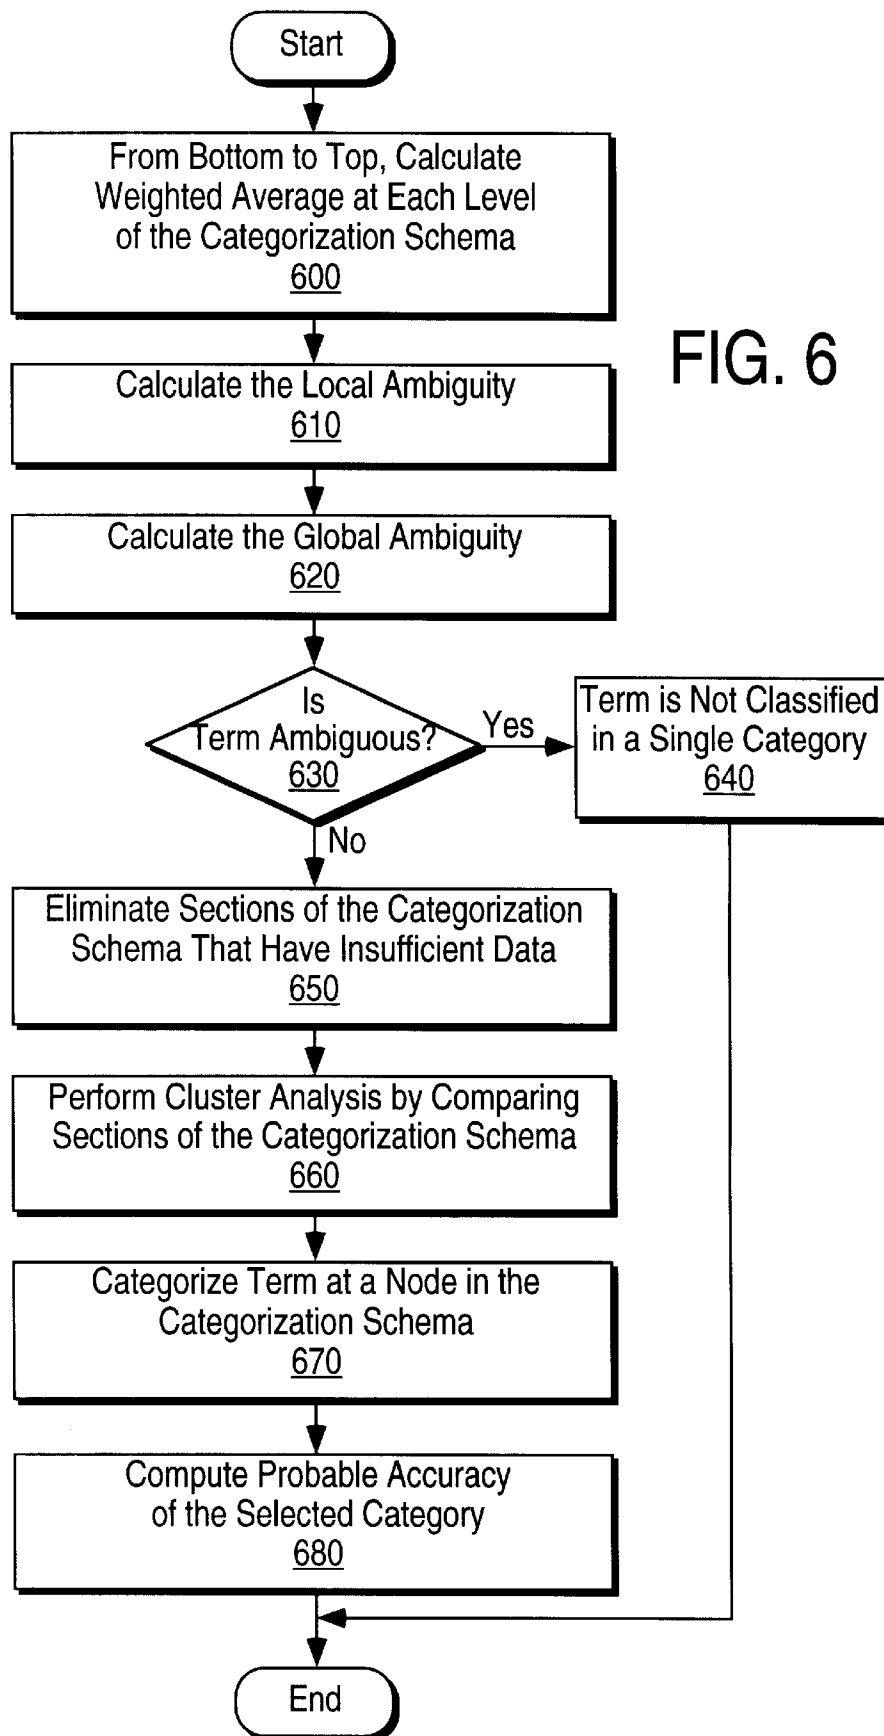 Start
From Bottom to Top, Calculate
Weighted Average at Each Level
of the Categorization Schema
600
FIG. 6
Calculate the Local Ambiguity
610
Calculate the Global Ambiguity
620
Is
Term Ambiguous?
630
Yes
Term is Not Classified
in a Single Category
640
No
Eliminate Sections of the Categorization
Schema That Have Insufficient Data
650
Perform Cluster Analysis by Comparing
Sections of the Categorization Schema
660
Categorize Term at a Node in the
Categorization Schema
670
Compute Probable Accuracy
of the Selected Category
680
End